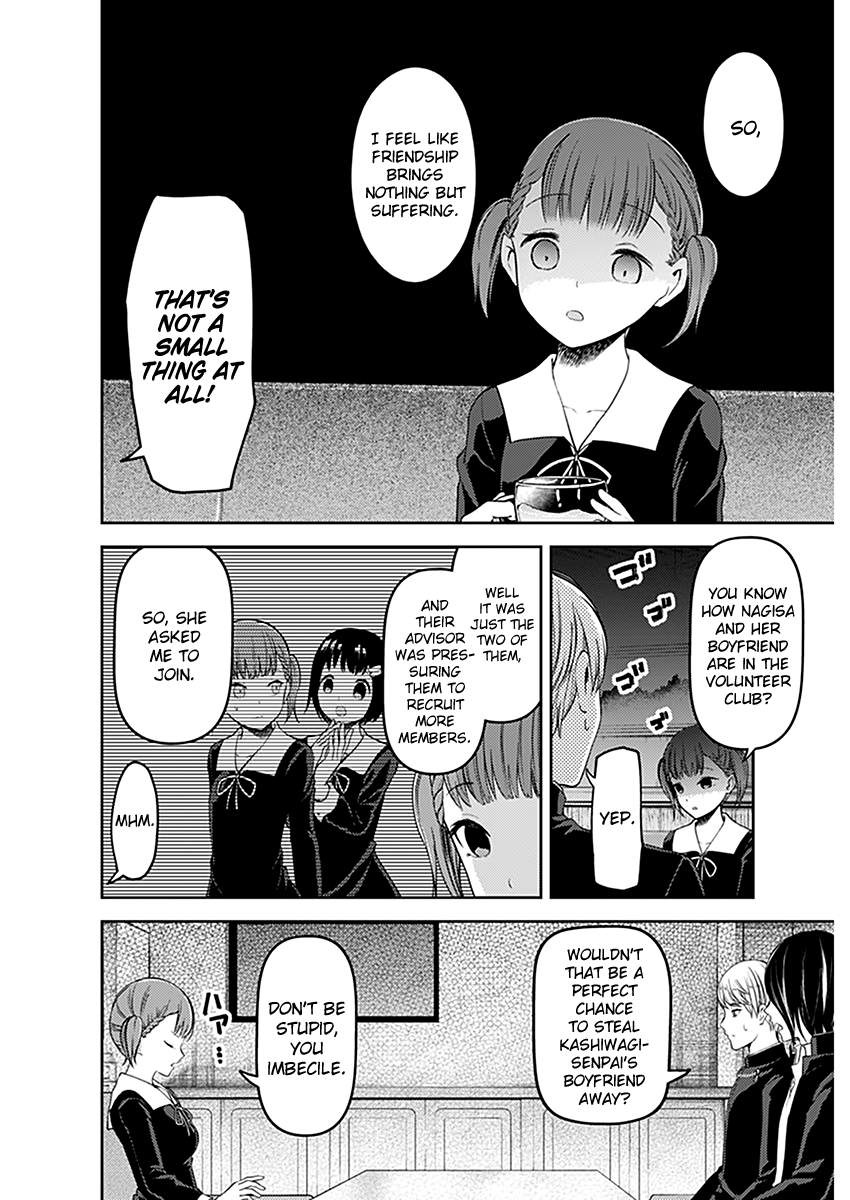 SO,
I FEEL LIKE
FRIENDSHIP
BRINGS
NOTHING BUT
SUFFERING.
THAT'S
NOT A
SMALL
THING AT
ALL!
YOU KNOW
HOW NAGISA
AND HER
BOYFRIEND
ARE IN THE
VOLUNTEER
CLUB?
ゴ゛
ゴ゛
ゴ゛
ゴ゛
YEP.
WELL
IT WAS
JUST THE
TWO OF
THEM,
AND
THEIR
ADVISOR
WAS PRES-
SURING
THEM TO
RECRUIT
MORE
MEMBERS.
SO, SHE
ASKED
ME TO
JOIN.
MHM.
WOULDN'T
THAT BE A
PERFECT
CHANCE
TO STEAL
KASHIWAGI-
SENPAI'S
BOYFRIEND
AWAY?
DON'T BE
STUPID,
YOU
IMBECILE.
ハァ…